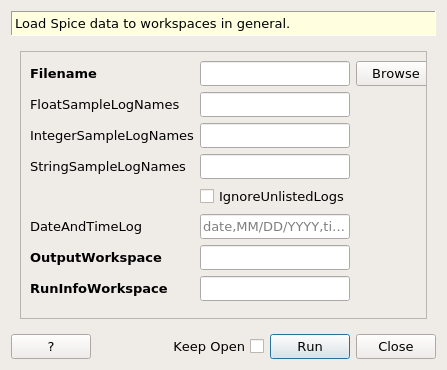 Load Spice data to workspaces in general.
Filename
Browse
FloatSampleLogNames
IntegerSampleLogNames
StringSampleLogNames
IgnoreUnlistedLogs
DateAndTimeLog
date,MM/DD/YYYY,ti...
OutputWorkspace
RunInfoWorkspace
?
Keep Open
Run
Close